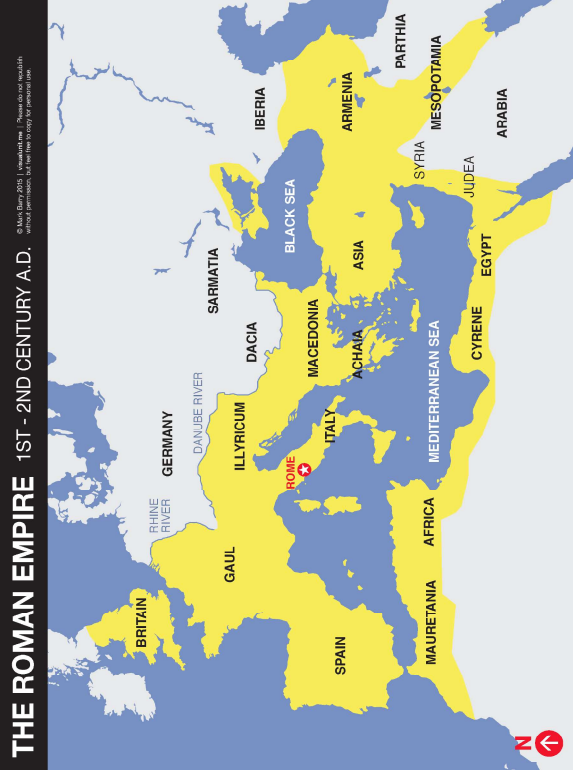 THE ROMAN EMPIRE 1ST - 2ND CENTURY A.D.
© Mark Barry 2015 | visualunit.me | Please do not republish
without permission, but feel free to copy for personal use.
BRITAIN
RHINE
RIVER
GERMANY
DANUBE RIVER
SARMATIA
DACIA
GAUL
ILLYRICUM
IBERIA
BLACK SEA
ROME
MACEDONIA
ITALY
SPAIN
ACHAIA
ASIA
ARMENIA
PARTHIA
MESOPOTAMIA
SYRIA
MEDITERRANEAN SEA
MAURETANIA
AFRICA
JUDEA
CYRENE
EGYPT
ARABIA
N